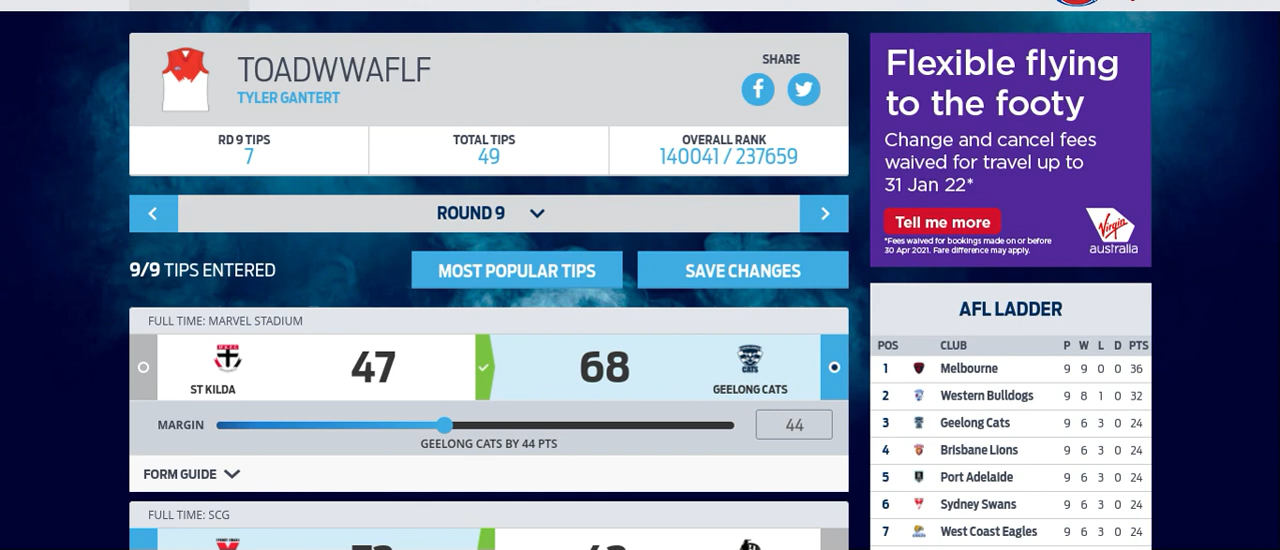 TOADWWAFLF
TYLER GANTERT
SHARE
RD 9 TIPS
7
TOTAL TIPS
49
OVERALL RANK
140041 / 237659
ROUND 9
9/9 TIPS ENTERED
MOST POPULAR TIPS
SAVE CHANGES
FULL TIME: MARVEL STADIUM
ST KILDA
47
68
CATS
GEELONG CATS
MARGIN
44
GEELONG CATS BY 44 PTS
FORM GUIDE
FULL TIME: SCG
Flexible flying
to the footy
Change and cancel fees
waived for travel up to
31 Jan 22*
Tell me more
*Fees waived for bookings made on or before
30 Apr 2021. Fare difference may apply.
Virgin
australia
AFL LADDER
POS CLUB P W L D PTS
1 Melbourne 9 9 0 0 36
2 Western Bulldogs 9 8 1 0 32
3 Geelong Cats 9 6 3 0 24
4 Brisbane Lions 9 6 3 0 24
5 Port Adelaide 9 6 3 0 24
6 Sydney Swans 9 6 3 0 24
7 West Coast Eagles 9 6 3 0 24